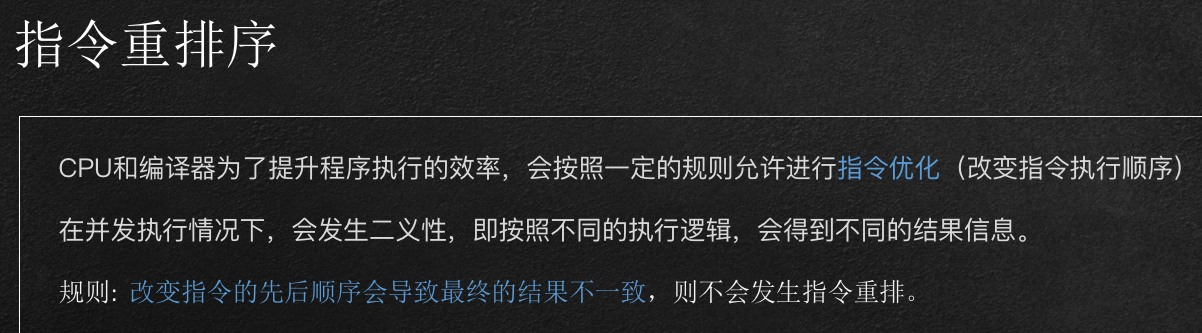 指令重排序
CPU和编译器为了提升程序执行的效率，会按照一定的规则允许进行指令优化（改变指令执行顺序）
在并发执行情况下，会发生二义性，即按照不同的执行逻辑，会得到不同的结果信息。
规则: 改变指令的先后顺序会导致最终的结果不一致，则不会发生指令重排。